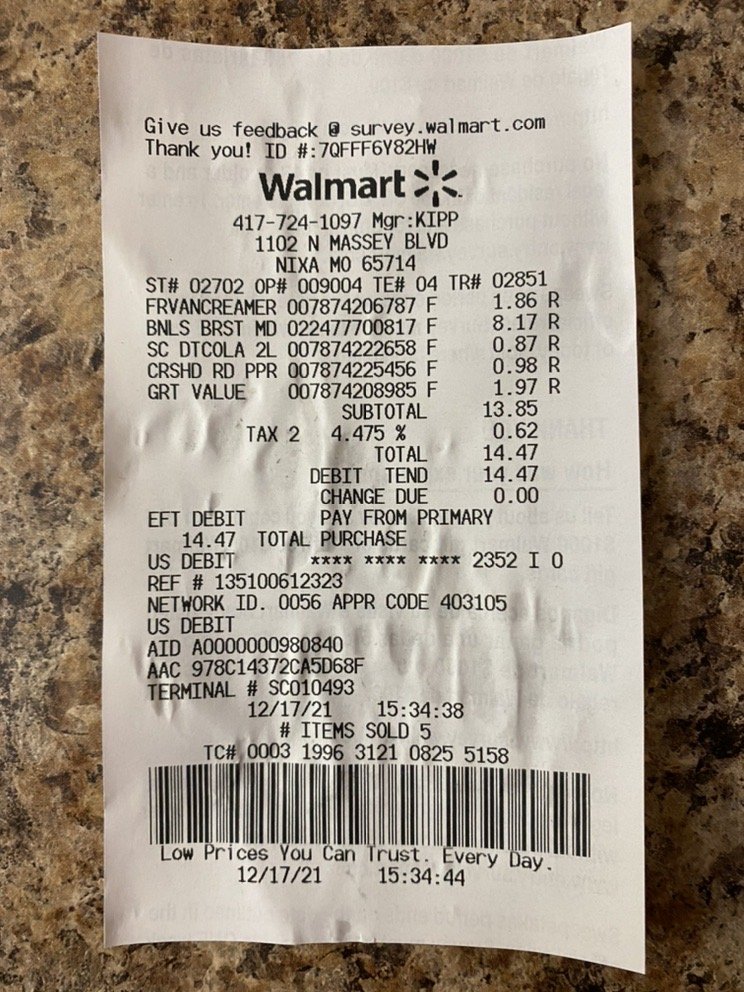 Give us feedback @ survey.walmart.com
Thank you! ID #:7QFFF6Y82HW
Walmart
417-724-1097 Mgr:KIPP
1102 N MASSEY BLVD
NIXA MO 65714
ST# 02702 OP# 009004 TE# 04 TR# 02851
FRVANCREAMER 007874206787 F 1.86 R
BNLS BRST MD 022477700817 F 8.17 R
SC DTCOLA 2L 007874222658 F 0.87 R
CRSHD RD PPR 007874225456 F 0.98 R
GRT VALUE 007874208985 F 1.97 R
SUBTOTAL 13.85
TAX 2 4.475 % 0.62
TOTAL 14.47
DEBIT TEND 14.47
CHANGE DUE 0.00
EFT DEBIT PAY FROM PRIMARY
14.47 TOTAL PURCHASE
US DEBIT **** **** **** 2352 I 0
REF # 135100612323
NETWORK ID. 0056 APPR CODE 403105
US DEBIT
AID A0000000980840
AAC 978C14372CA5D68F
TERMINAL # SC010493
12/17/21 15:34:38
# ITEMS SOLD 5
TC# 0003 1996 3121 0825 5158
Low Prices You Can Trust. Every Day.
12/17/21 15:34:44